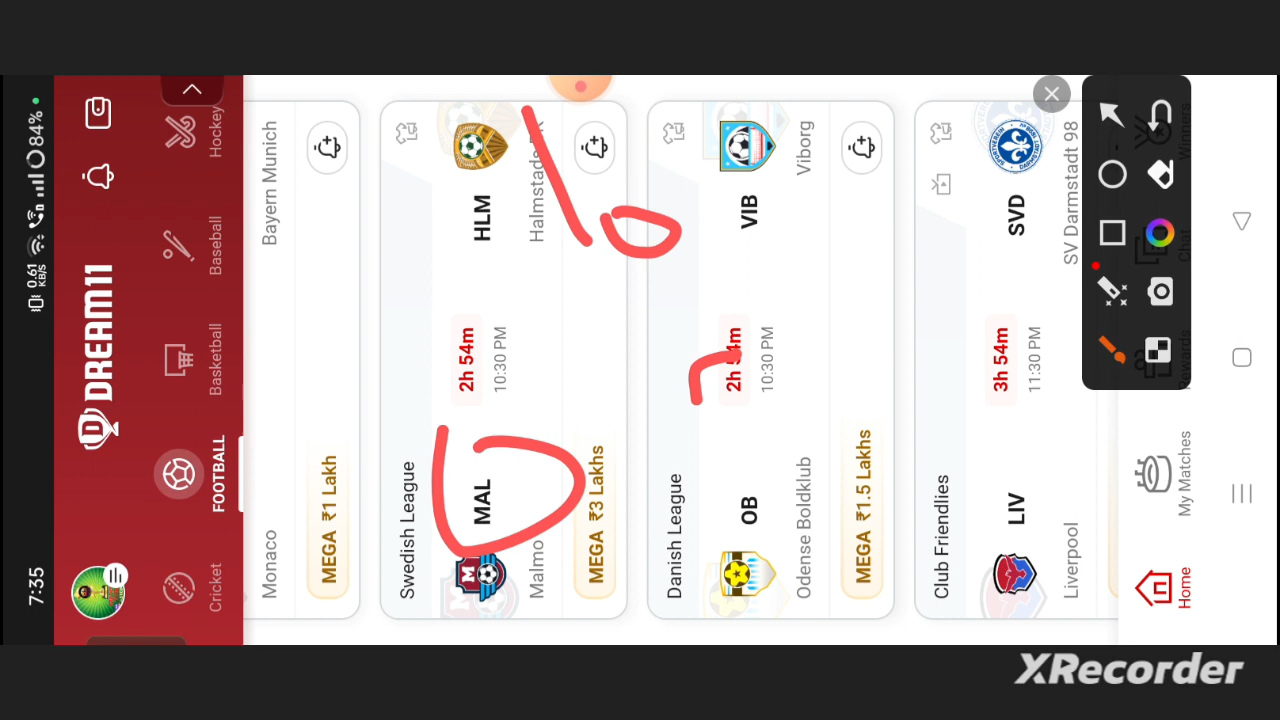 7:35
0.61 KB/S
84%
DREAM11
Cricket
FOOTBALL
Basketball
Baseball
Hockey
Monaco
Bayern Munich
MEGA ₹1 Lakh
Swedish League
MAL
2h 54m
HLM
Malmo
10:30 PM
Halmstads
MEGA ₹3 Lakhs
Danish League
OB
2h 54m
VIB
Odense Boldklub
10:30 PM
Viborg
MEGA ₹1.5 Lakhs
Club Friendlies
LIV
3h 54m
SVD
Liverpool
11:30 PM
SV Darmstadt 98
Home
My Matches
Rewards
Chat
Winners
XRecorder